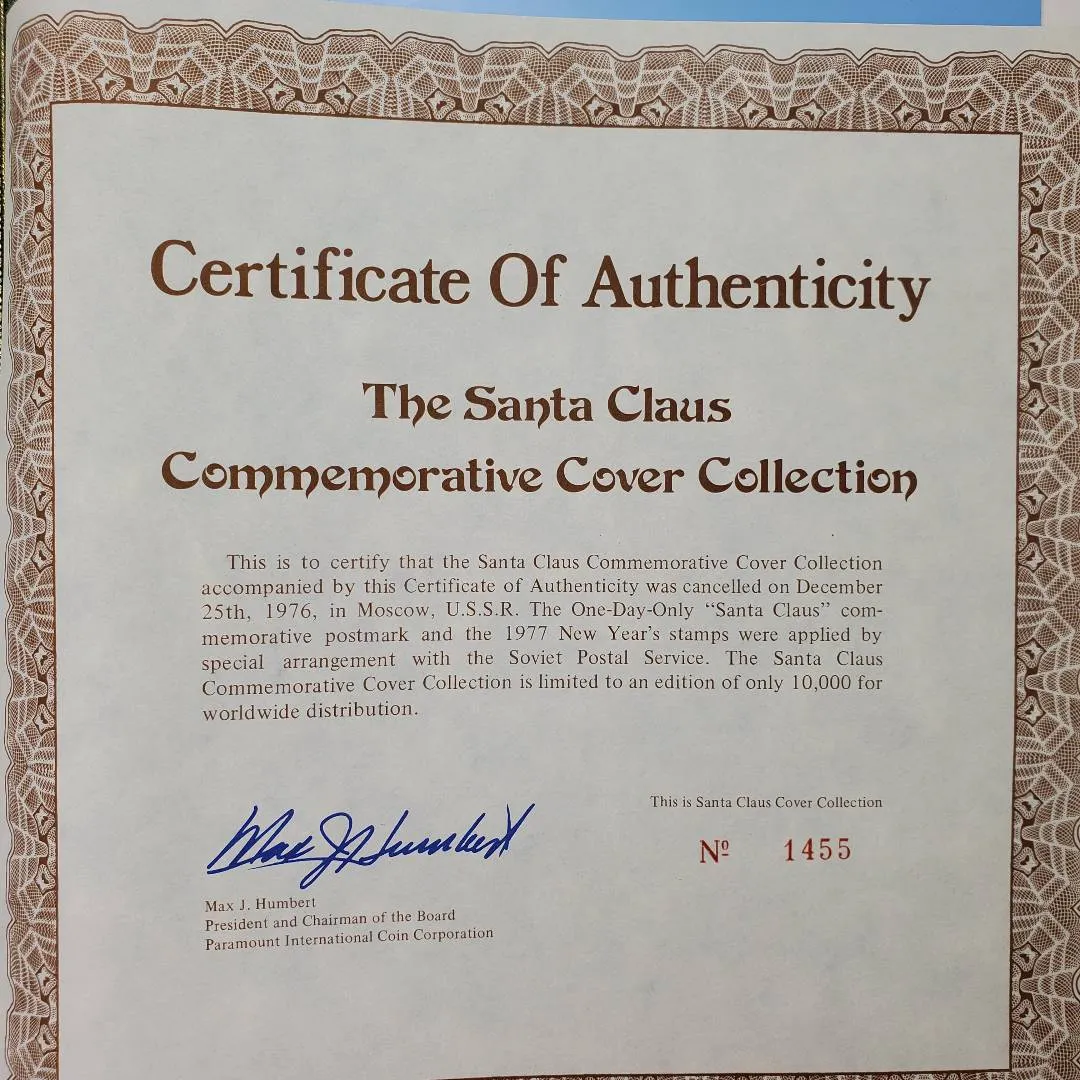 Certificate Of Authenticity
The Santa Claus
Commemorative Cover Collection
This is to certify that the Santa Claus Commemorative Cover Collection
accompanied by this Certificate of Authenticity was cancelled on December
25th, 1976, in Moscow, U.S.S.R. The One-Day-Only “Santa Claus” com-
memorative postmark and the 1977 New Year’s stamps were applied by
special arrangement with the Soviet Postal Service. The Santa Claus
Commemorative Cover Collection is limited to an edition of only 10,000 for
worldwide distribution.
This is Santa Claus Cover Collection
Nº 1455
Max J. Humbert
Max J. Humbert
President and Chairman of the Board
Paramount International Coin Corporation